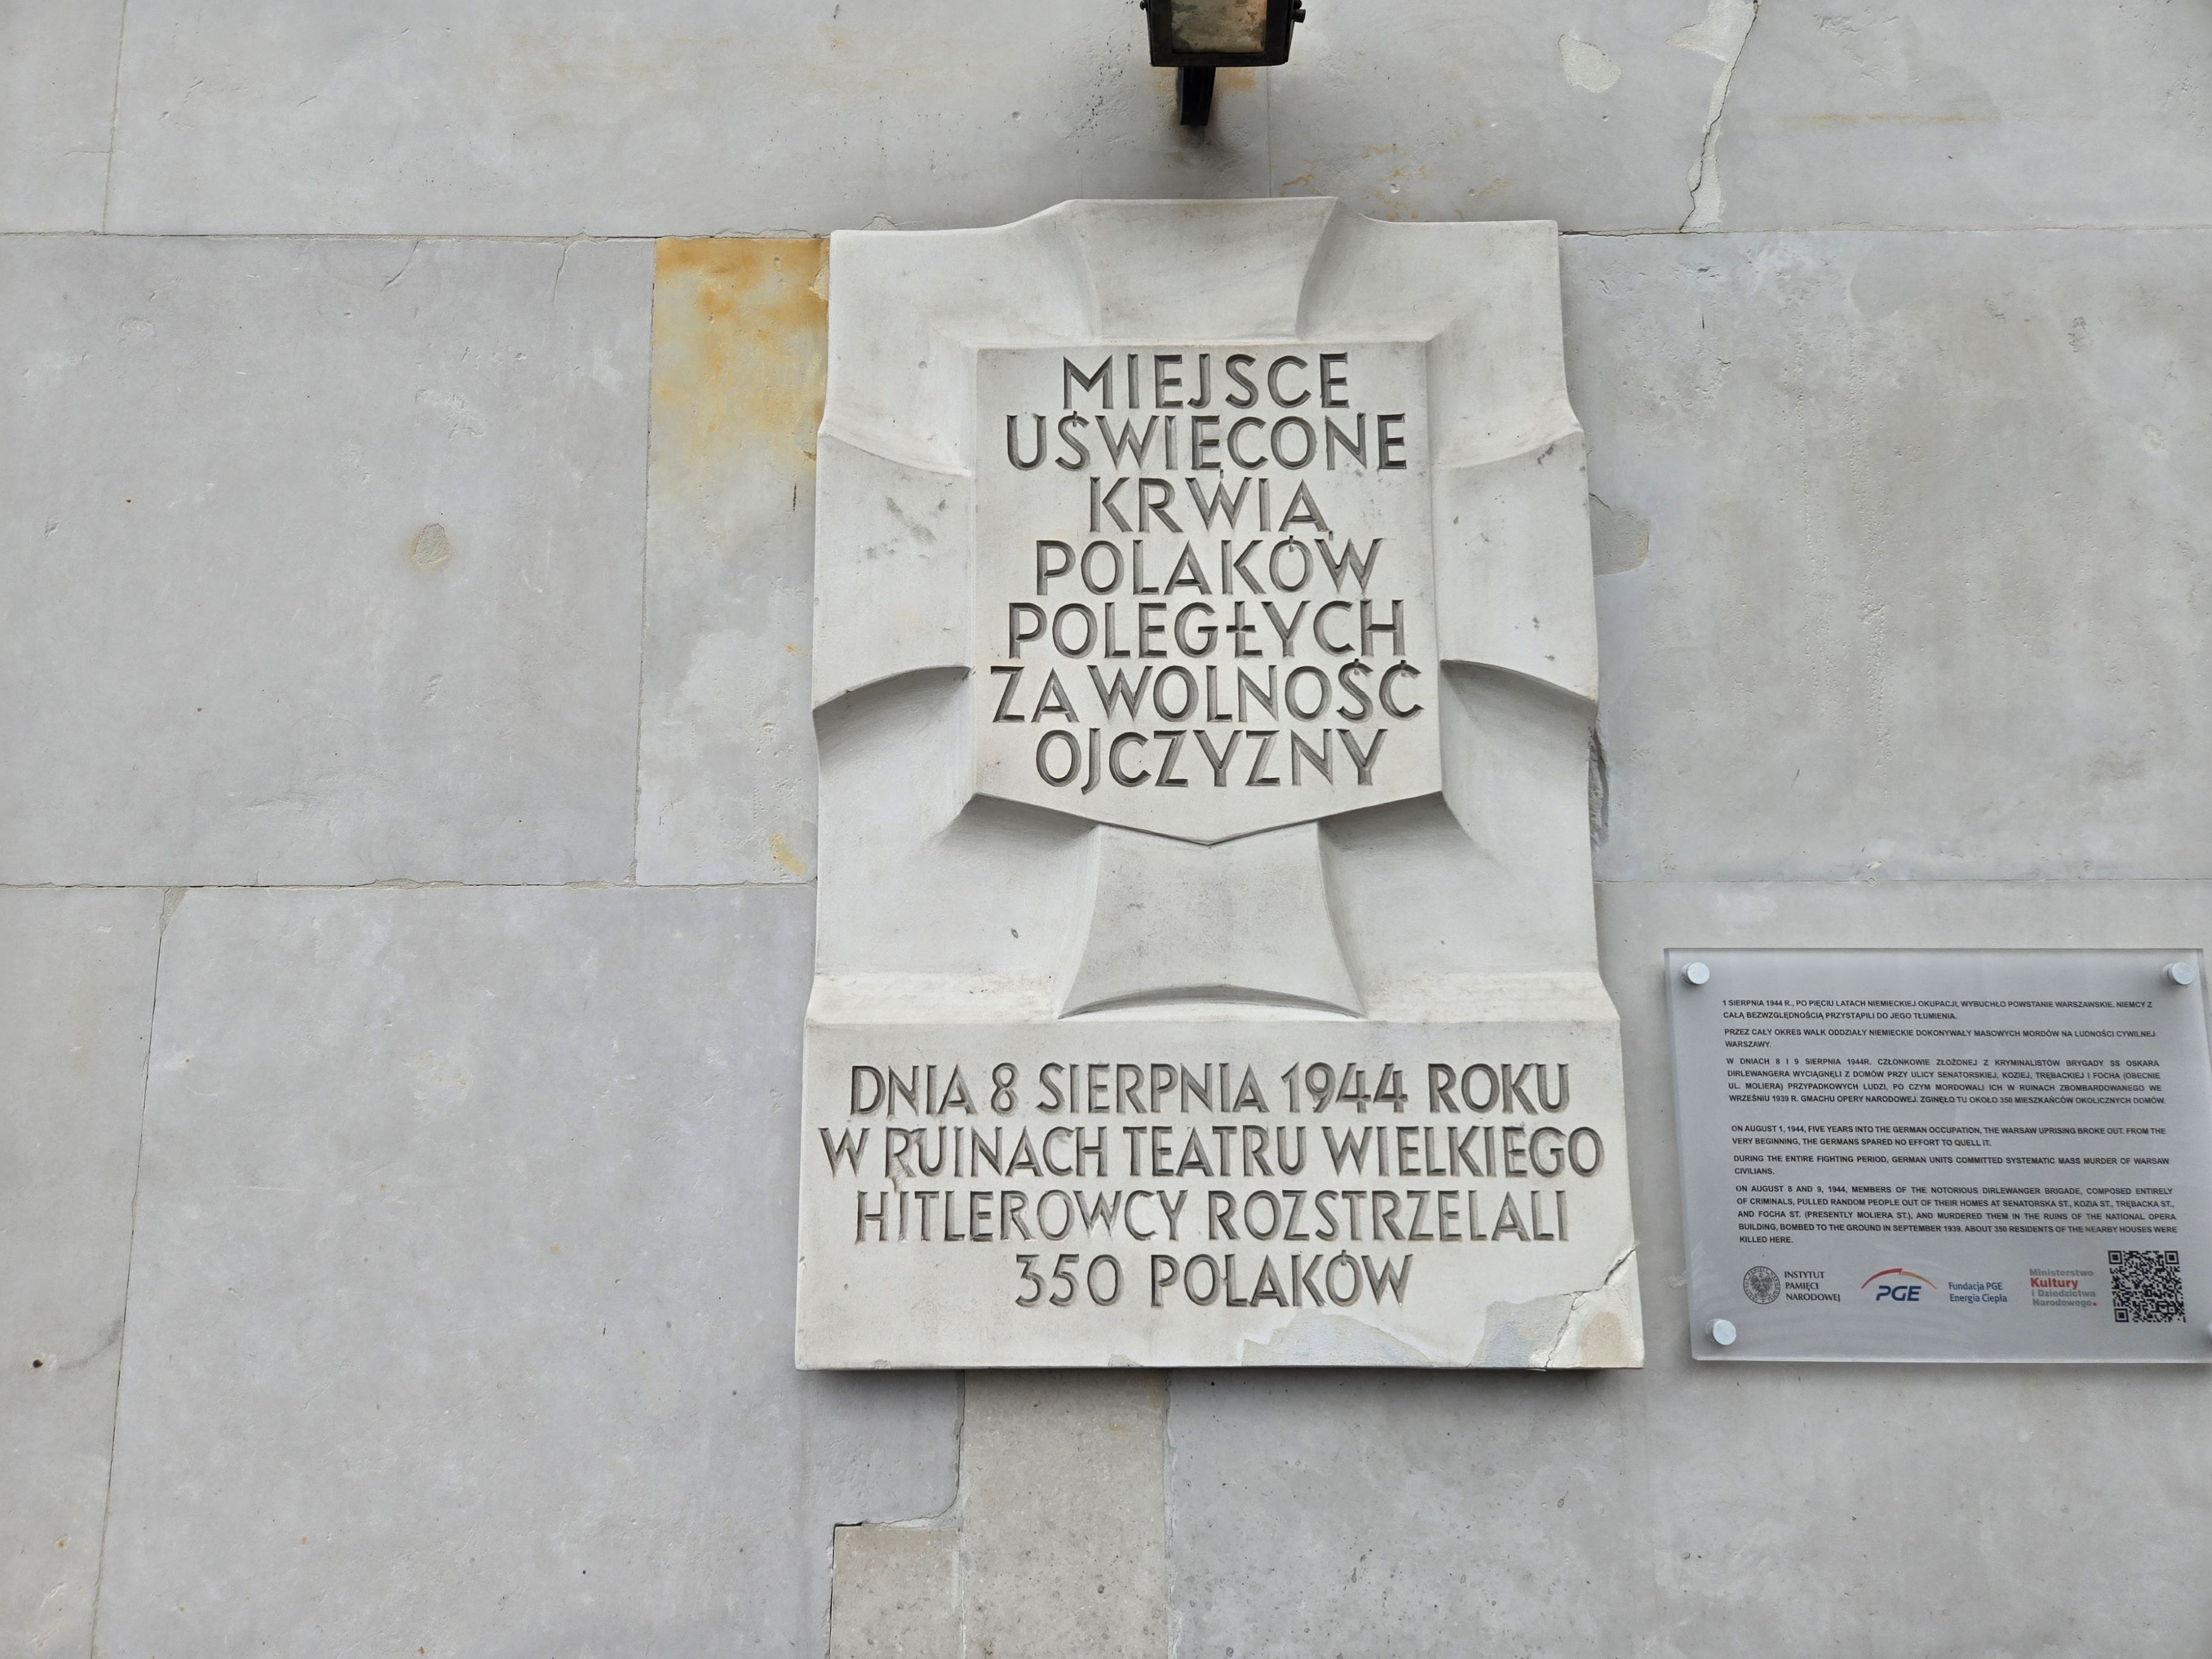 MIEJSCE
UŚWIĘCONE
KRWIĄ
POLAKÓW
POLEGŁYCH
ZA WOLNOŚĆ
OJCZYZNY
DNIA 8 SIERPNIA 1944 ROKU
W RUINACH TEATRU WIELKIEGO
HITLEROWCY ROZSTRZELALI
350 POLAKÓW
1 SIERPNIA 1944 R., PO PIĘCIU LATACH NIEMIECKIEJ OKUPACJI, WYBUCHŁO POWSTANIE WARSZAWSKIE. NIEMCY Z
CAŁĄ BEZWZGLĘDNOŚCIĄ PRZYSTĄPILI DO JEGO TŁUMIENIA.
PRZEZ CAŁY OKRES WALK ODDZIAŁY NIEMIECKIE DOKONYWAŁY MASOWYCH MORDÓW NA LUDNOŚCI CYWILNEJ
WARSZAWY.
W DNIACH 8 I 9 SIERPNIA 1944R. CZŁONKOWIE ZŁOŻONEJ Z KRYMINALISTÓW BRYGADY SS OSKARA
DIRLEWANGERA WYCIĄGNĘLI Z DOMÓW PRZY ULICY SENATORSKIEJ, KOZIEJ, TRĘBACKIEJ I FOCHA (OBECNIE
UL. MOLIERA) PRZYPADKOWYCH LUDZI, PO CZYM MORDOWALI ICH W RUINACH ZBOMBARDOWANEGO WE
WRZEŚNIU 1939 R. GMACHU OPERY NARODOWEJ. ZGINĘŁO TU OKOŁO 350 MIESZKAŃCÓW OKOLICZNYCH DOMÓW.
ON AUGUST 1, 1944, FIVE YEARS INTO THE GERMAN OCCUPATION, THE WARSAW UPRISING BROKE OUT. FROM THE
VERY BEGINNING, THE GERMANS SPARED NO EFFORT TO QUELL IT.
DURING THE ENTIRE FIGHTING PERIOD, GERMAN UNITS COMMITTED SYSTEMATIC MASS MURDER OF WARSAW
CIVILIANS.
ON AUGUST 8 AND 9, 1944, MEMBERS OF THE NOTORIOUS DIRLEWANGER BRIGADE, COMPOSED ENTIRELY
OF CRIMINALS, PULLED RANDOM PEOPLE OUT OF THEIR HOMES AT SENATORSKA ST., KOZIA ST., TRĘBACKA ST.,
AND FOCHA ST. (PRESENTLY MOLIERA ST.), AND MURDERED THEM IN THE RUINS OF THE NATIONAL OPERA
BUILDING, BOMBED TO THE GROUND IN SEPTEMBER 1939. ABOUT 350 RESIDENTS OF THE NEARBY HOUSES WERE
KILLED HERE.
INSTYTUT
PAMIĘCI
NARODOWEJ
PGE
Fundacja PGE
Energia Ciepła
Ministerstwo
Kultury
i Dziedzictwa
Narodowego.